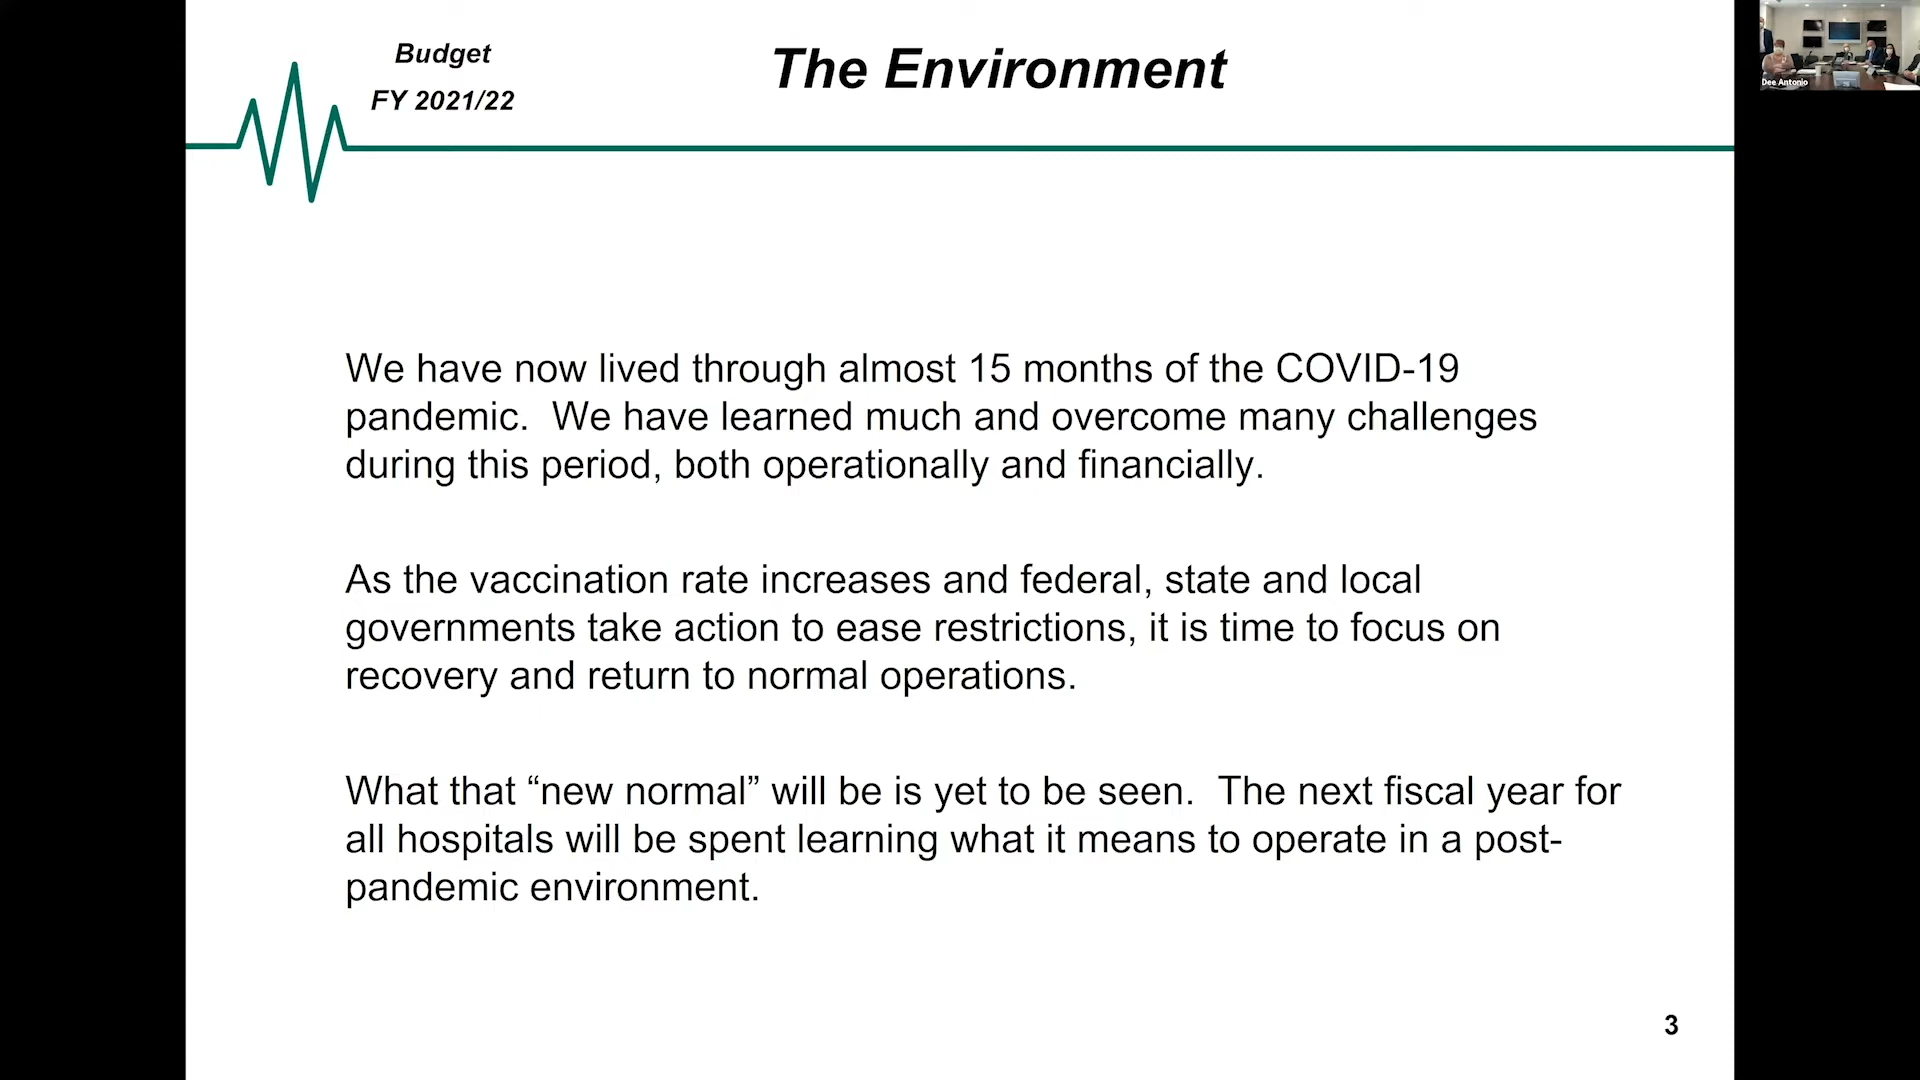 Budget
FY 2021/22
The Environment
Dee Antonio
We have now lived through almost 15 months of the COVID-19
pandemic.  We have learned much and overcome many challenges
during this period, both operationally and financially.
As the vaccination rate increases and federal, state and local
governments take action to ease restrictions, it is time to focus on
recovery and return to normal operations.
What that “new normal” will be is yet to be seen.  The next fiscal year for
all hospitals will be spent learning what it means to operate in a post-
pandemic environment.
3